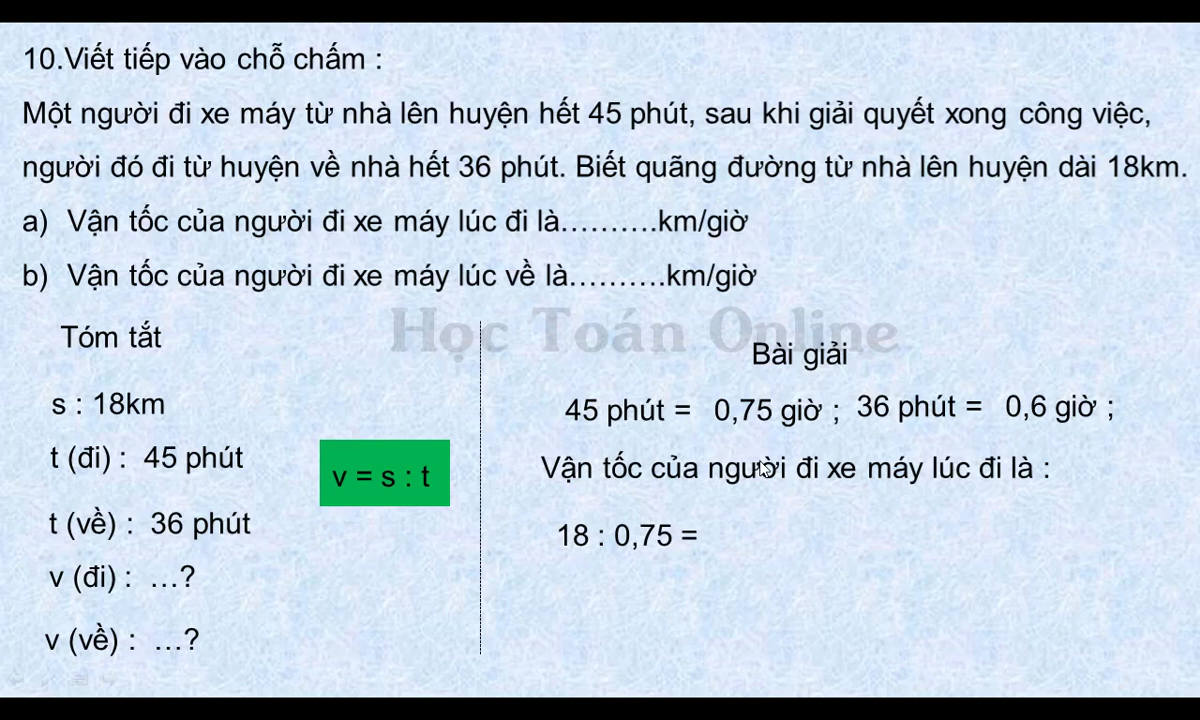 10.Viết tiếp vào chỗ chấm :
Một người đi xe máy từ nhà lên huyện hết 45 phút, sau khi giải quyết xong công việc,
người đó đi từ huyện về nhà hết 36 phút. Biết quãng đường từ nhà lên huyện dài 18km.
a) Vận tốc của người đi xe máy lúc đi là……….km/giờ
b) Vận tốc của người đi xe máy lúc về là……….km/giờ
Học Toán Online
Tóm tắt
s : 18km
t (đi) : 45 phút
t (về) : 36 phút
v (đi) : …?
v (về) : …?
v = s : t
Bài giải
45 phút = 0,75 giờ ; 36 phút = 0,6 giờ ;
Vận tốc của người đi xe máy lúc đi là :
18 : 0,75 =